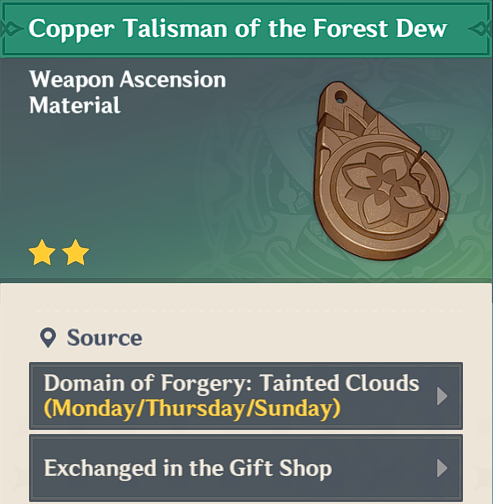 Copper Talisman of the Forest Dew
Weapon Ascension
Material
Source
Domain of Forgery: Tainted Clouds
(Monday/Thursday/Sunday)
Exchanged in the Gift Shop